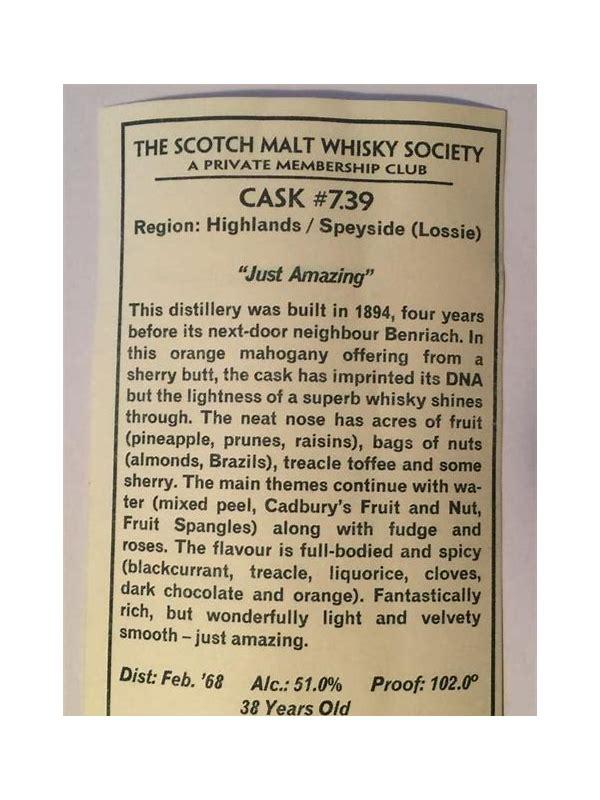 THE SCOTCH MALT WHISKY SOCIETY
A PRIVATE MEMBERSHIP CLUB
CASK #7.39
Region: Highlands / Speyside (Lossie)
“Just Amazing”
This distillery was built in 1894, four years
before its next-door neighbour Benriach. In
this orange mahogany offering from a
sherry butt, the cask has imprinted its DNA
but the lightness of a superb whisky shines
through. The neat nose has acres of fruit
(pineapple, prunes, raisins), bags of nuts
(almonds, Brazils), treacle toffee and some
sherry. The main themes continue with wa-
ter (mixed peel, Cadbury’s Fruit and Nut,
Fruit Spangles) along with fudge and
roses. The flavour is full-bodied and spicy
(blackcurrant, treacle, liquorice, cloves,
dark chocolate and orange). Fantastically
rich, but wonderfully light and velvety
smooth – just amazing.
Dist: Feb. ’68 Alc.: 51.0% Proof: 102.0º
38 Years Old